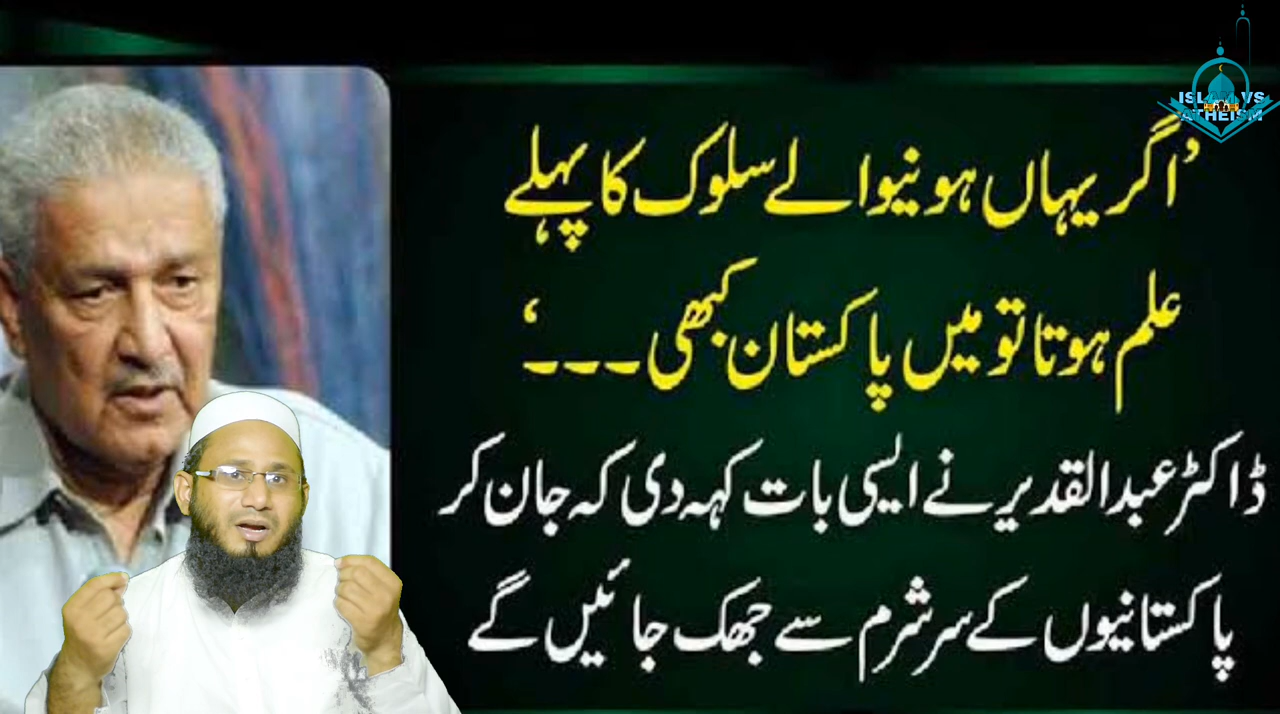 ISLAM VS
ATHEISM
’اگر یہاں ہونیوالے سلوک کا پہلے
علم ہوتا تو میں پاکستان کبھی ۔۔۔‘
ڈاکٹر عبدالقدیر نے ایسی بات کہہ دی کہ جان کر
پاکستانیوں کے سر شرم سے جھک جائیں گے